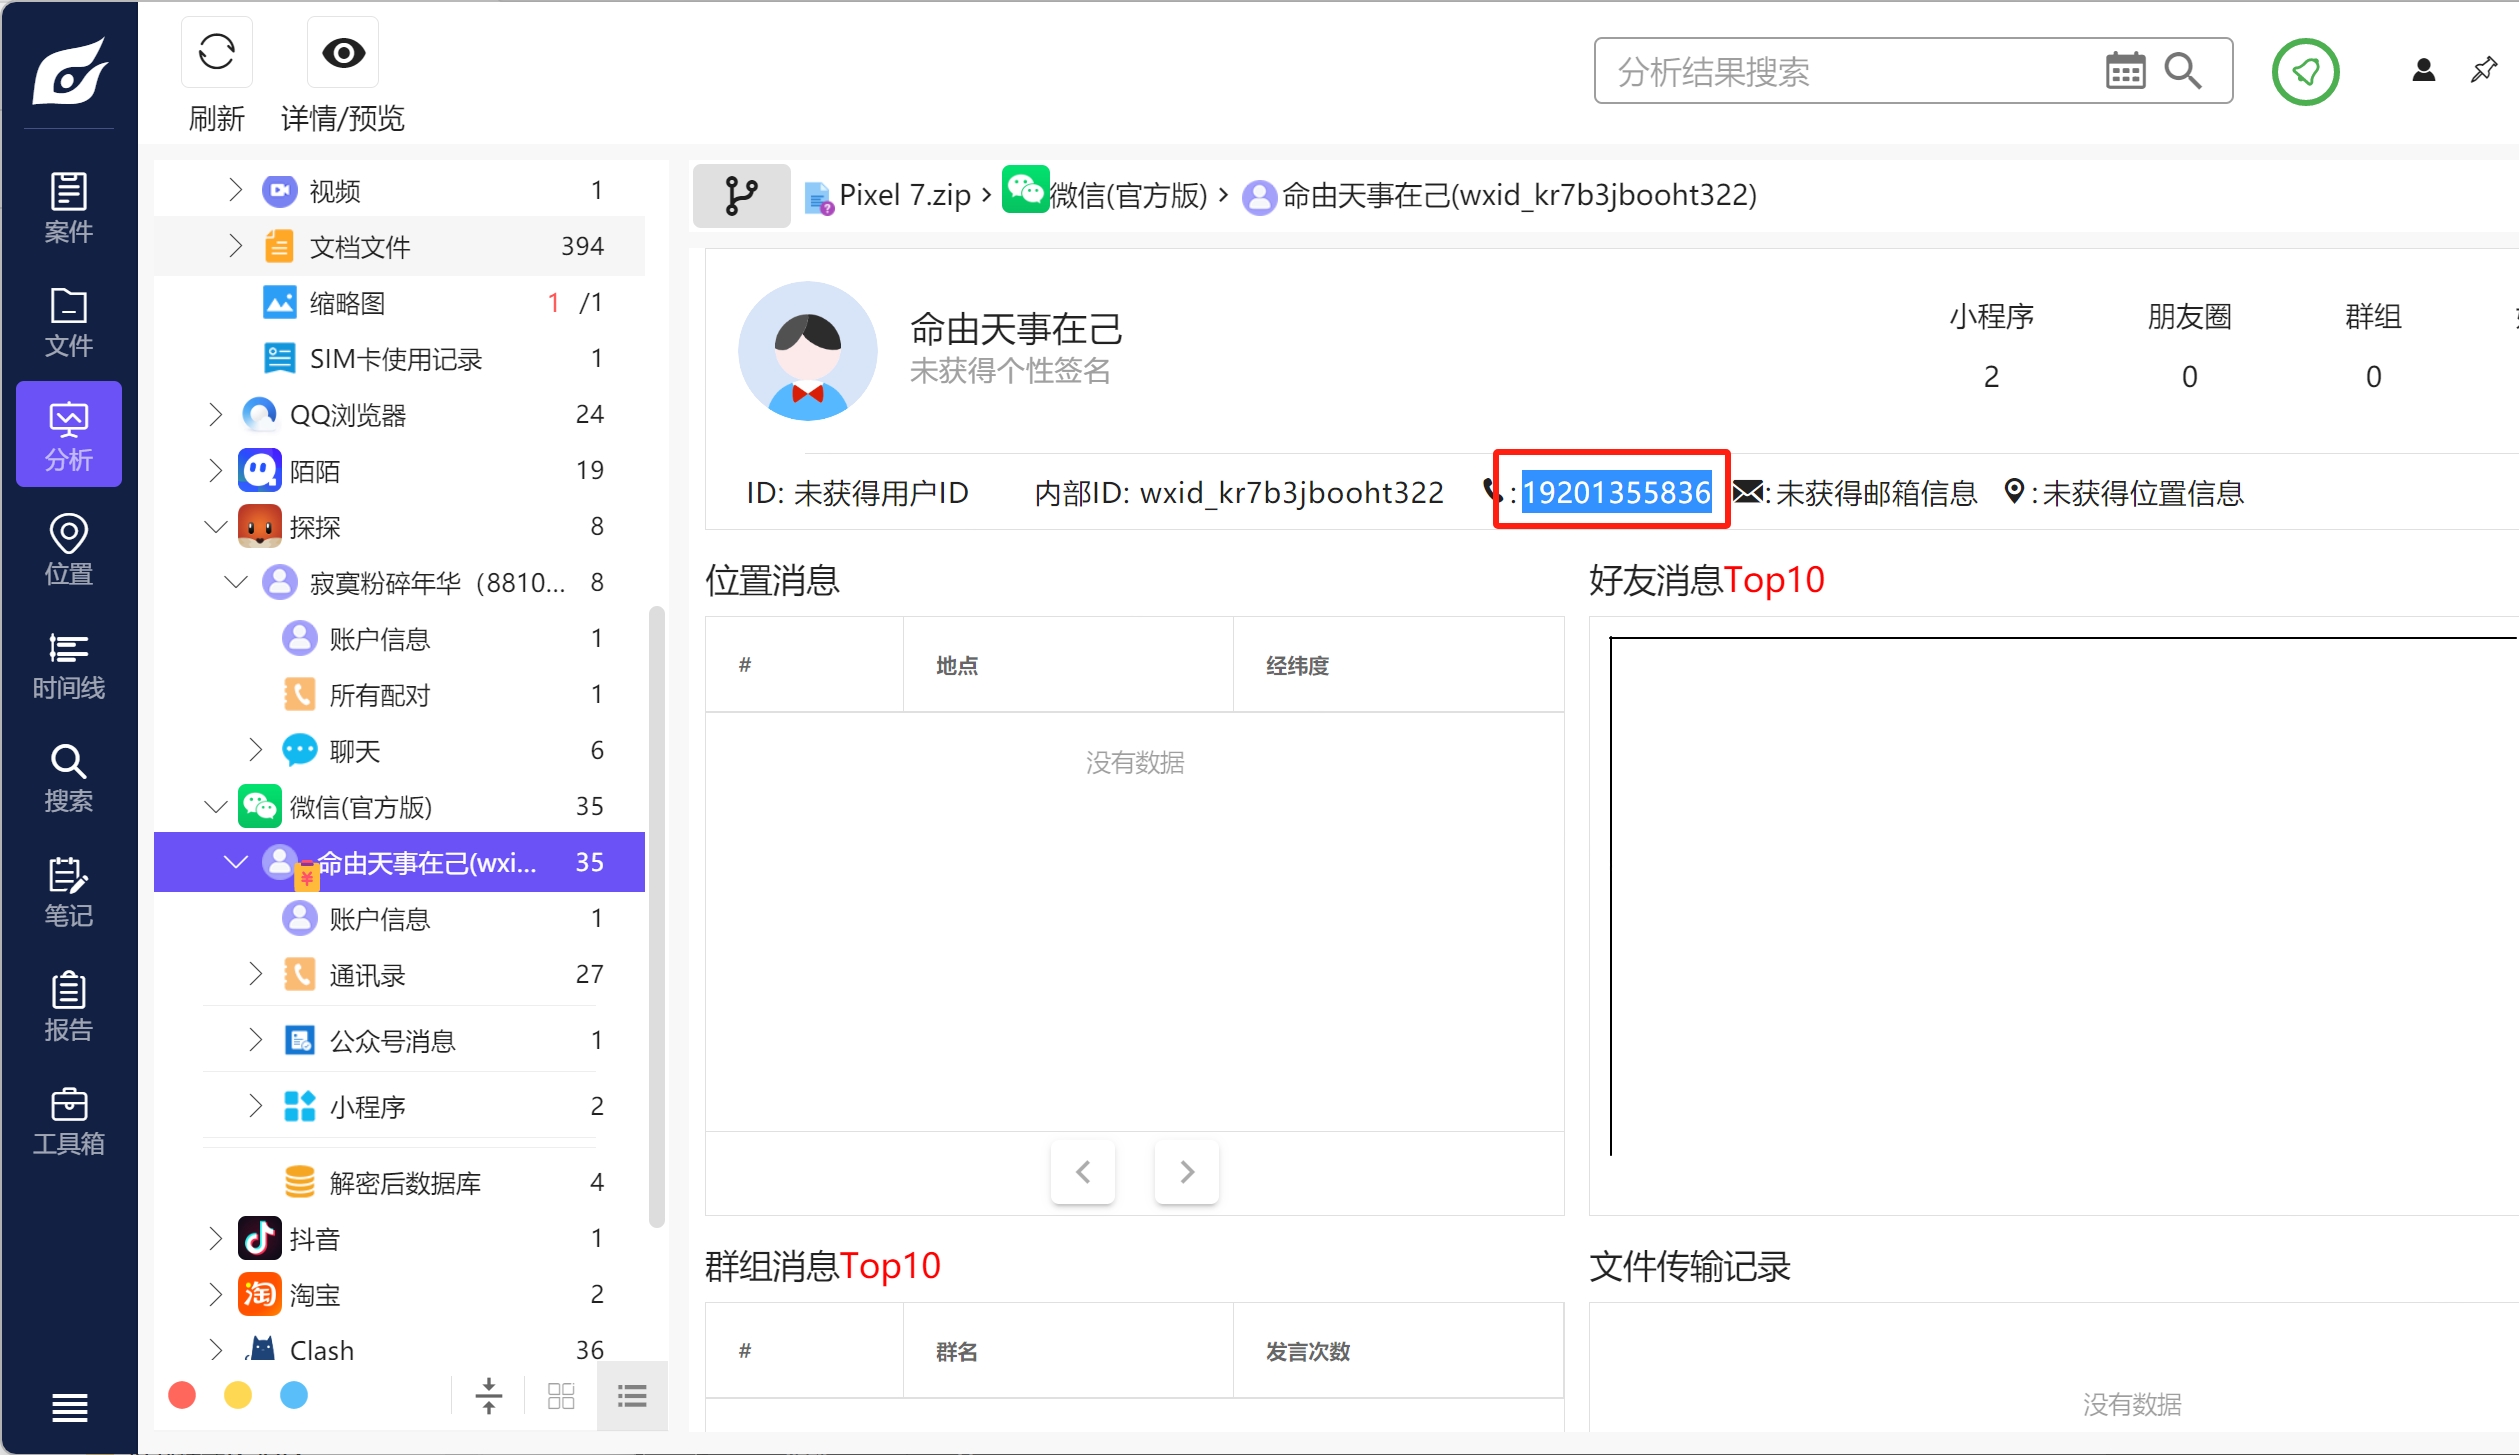 刷新
详情/预览
分析结果搜索
案件
文件
分析
位置
时间线
搜索
笔记
报告
工具箱
视频 1
文档文件 394
缩略图 1 /1
SIM卡使用记录 1
QQ浏览器 24
陌陌 19
探探 8
寂寞粉碎年华（8810... 8
账户信息 1
所有配对 1
聊天 6
微信(官方版) 35
命由天事在己(wxi... 35
账户信息 1
通讯录 27
公众号消息 1
小程序 2
解密后数据库 4
抖音 1
淘宝 2
Clash 36
Pixel 7.zip › 微信(官方版) › 命由天事在己(wxid_kr7b3jbooht322)
命由天事在己
未获得个性签名
小程序 朋友圈 群组
2 0 0
ID: 未获得用户ID 内部ID: wxid_kr7b3jbooht322 : 19201355836 : 未获得邮箱信息 : 未获得位置信息
位置消息
# 地点 经纬度
没有数据
好友消息Top10
群组消息Top10
# 群名 发言次数
文件传输记录
没有数据